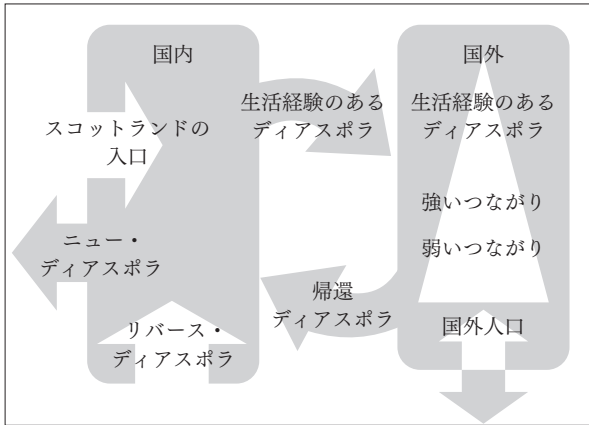 国内
スコットランドの
入口
ニュー・
ディアスポラ
リバース・
ディアスポラ
生活経験のある
ディアスポラ
帰還
ディアスポラ
国外
生活経験のある
ディアスポラ
強いつながり
弱いつながり
国外人口